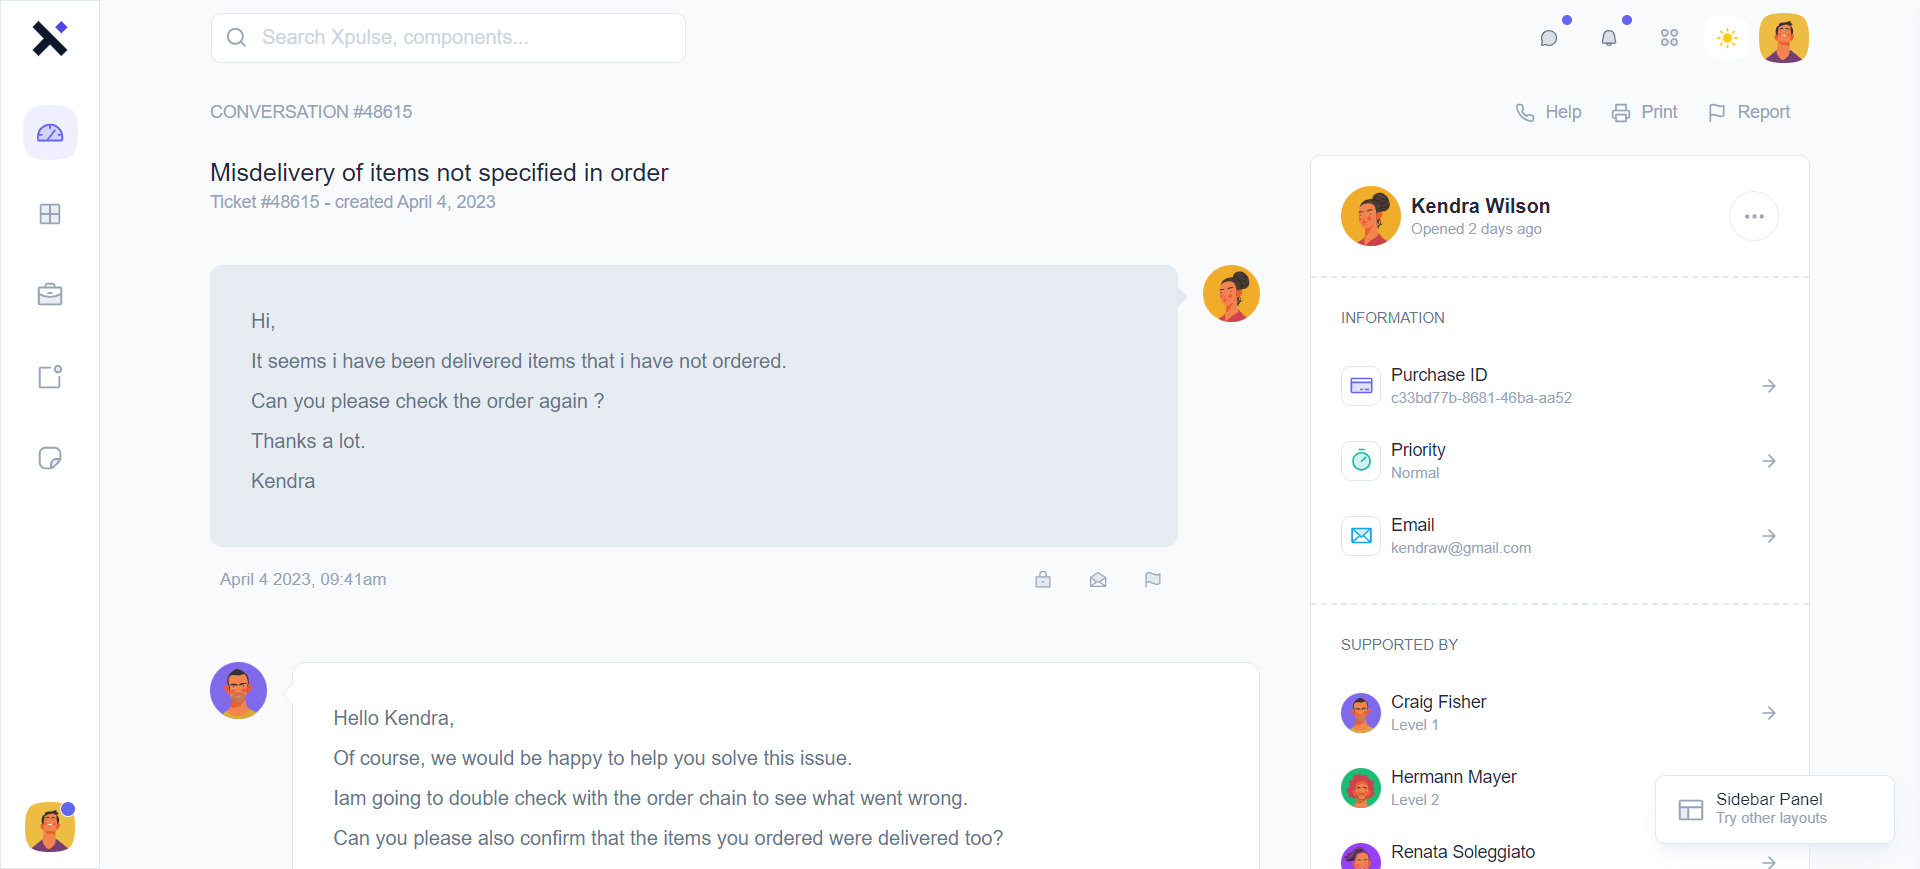 Search Xpulse, components...
CONVERSATION #48615
Help
Print
Report
Misdelivery of items not specified in order
Ticket #48615 - created April 4, 2023
Hi,
It seems i have been delivered items that i have not ordered.
Can you please check the order again ?
Thanks a lot.
Kendra
April 4 2023, 09:41am
Hello Kendra,
Of course, we would be happy to help you solve this issue.
Iam going to double check with the order chain to see what went wrong.
Can you please also confirm that the items you ordered were delivered too?
Kendra Wilson
Opened 2 days ago
INFORMATION
Purchase ID
c33bd77b-8681-46ba-aa52
Priority
Normal
Email
kendraw@gmail.com
SUPPORTED BY
Craig Fisher
Level 1
Hermann Mayer
Level 2
Renata Soleggiato
Sidebar Panel
Try other layouts